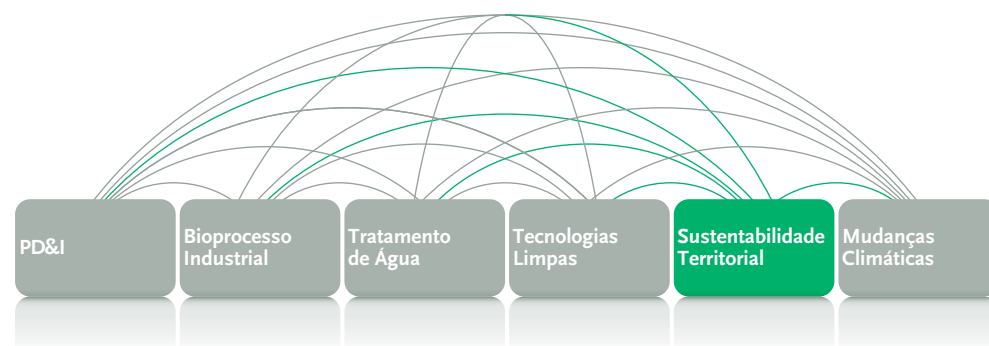 PD&I
Bioprocesso
Industrial
Tratamento
de Água
Tecnologias
Limpas
Sustentabilidade
Territorial
Mudanças
Climáticas